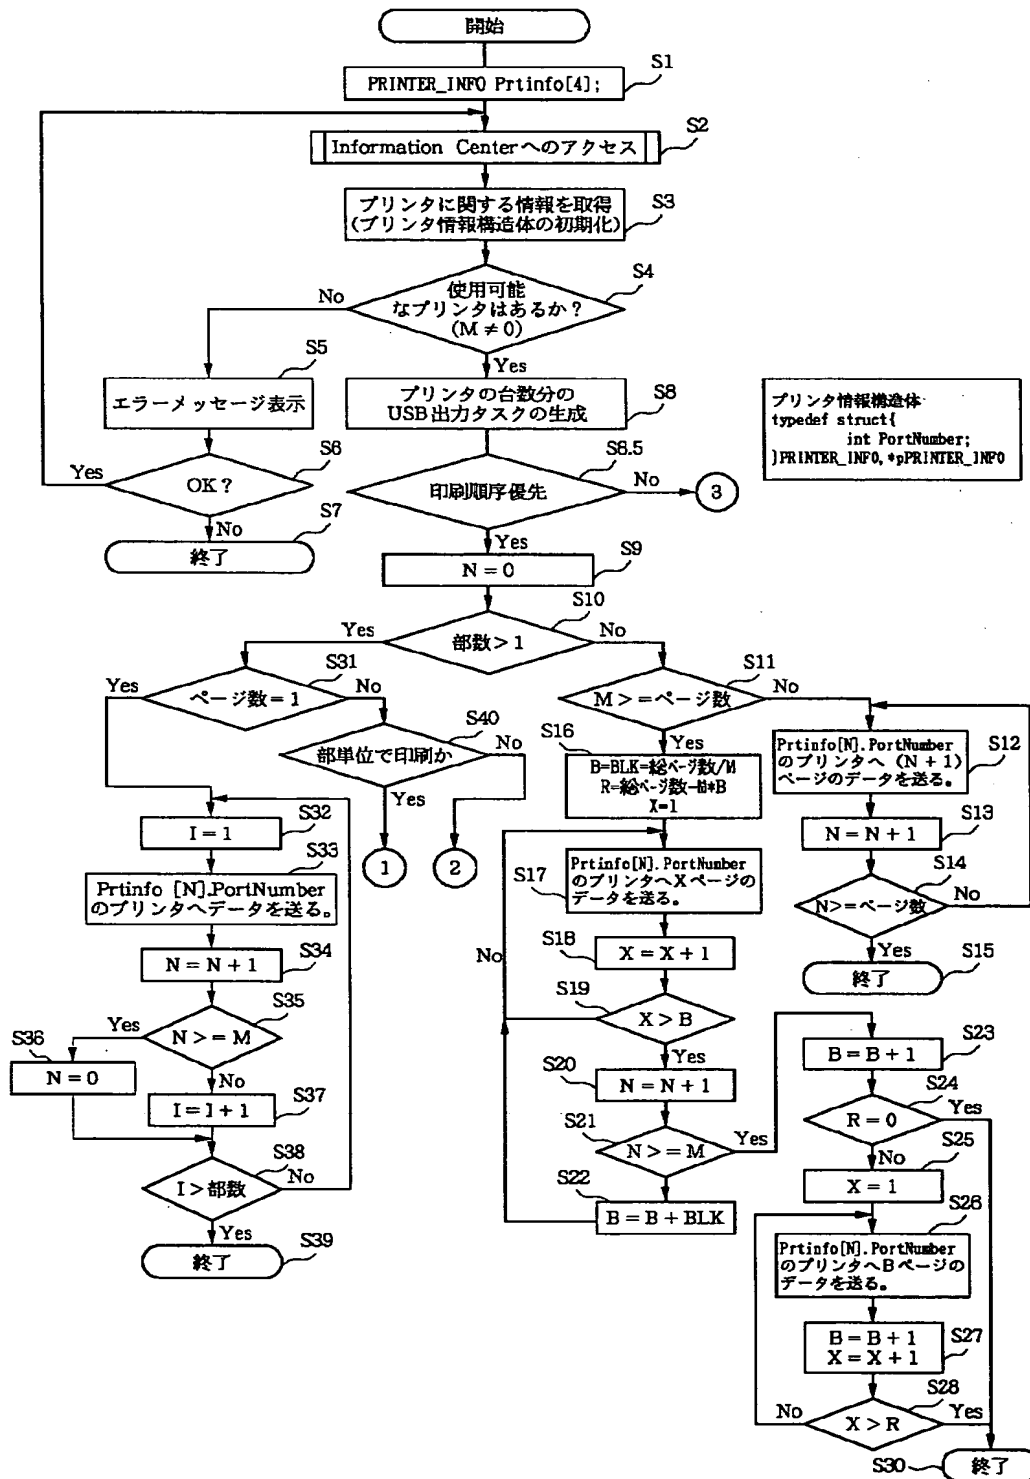 開始
S1
PRINTER_INFO Prtinfo[4];
S2
Information Centerへのアクセス
S3
プリンタに関する情報を取得
(プリンタ情報構造体の初期化)
S4
使用可能
なプリンタはあるか?
(M≠0)
No
Yes
S5
エラーメッセージ表示
S8
プリンタの台数分の
USB出力タスクの生成
プリンタ情報構造体
typedef struct{
int PortNumber;
}PRINTER_INFO,*pPRINTER_INFO
S6
OK?
Yes
No
S7
終了
S8.5
印刷順序優先
No
3
Yes
S9
N=0
S10
部数>1
Yes
No
S31
ページ数=1
Yes
No
S40
部単位で印刷か
No
Yes
1
2
S11
M>=ページ数
No
Yes
S12
Prtinfo[N].PortNumber
のプリンタへ(N+1)
ページのデータを送る。
S13
N=N+1
S14
N>=ページ数
No
Yes
S15
終了
S16
B=BLK=総ページ数/M
R=総ページ数-M*B
X=1
S17
Prtinfo[N].PortNumber
のプリンタへXページの
データを送る。
S18
X=X+1
S19
X>B
No
Yes
S20
N=N+1
S21
N>=M
Yes
S22
B=B+BLK
S23
B=B+1
S24
R=0
Yes
No
S25
X=1
S26
Prtinfo[N].PortNumber
のプリンタへBページの
データを送る。
S27
B=B+1
X=X+1
S28
X>R
No
Yes
S30
終了
S32
I=1
S33
Prtinfo [N].PortNumber
のプリンタへデータを送る。
S34
N=N+1
S35
N>=M
Yes
No
S36
N=0
S37
I=I+1
S38
I>部数
No
Yes
S39
終了